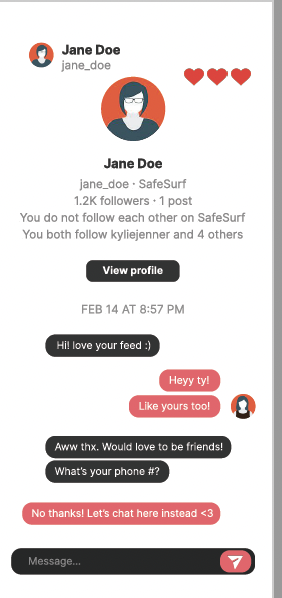 Jane Doe
jane_doe
Jane Doe
jane_doe · SafeSurf
1.2K followers · 1 post
You do not follow each other on SafeSurf
You both follow kyliejenner and 4 others
View profile
FEB 14 AT 8:57 PM
Hi! love your feed :)
Heyy ty!
Like yours too!
Aww thx. Would love to be friends!
What's your phone #?
No thanks! Let's chat here instead <3
Message...